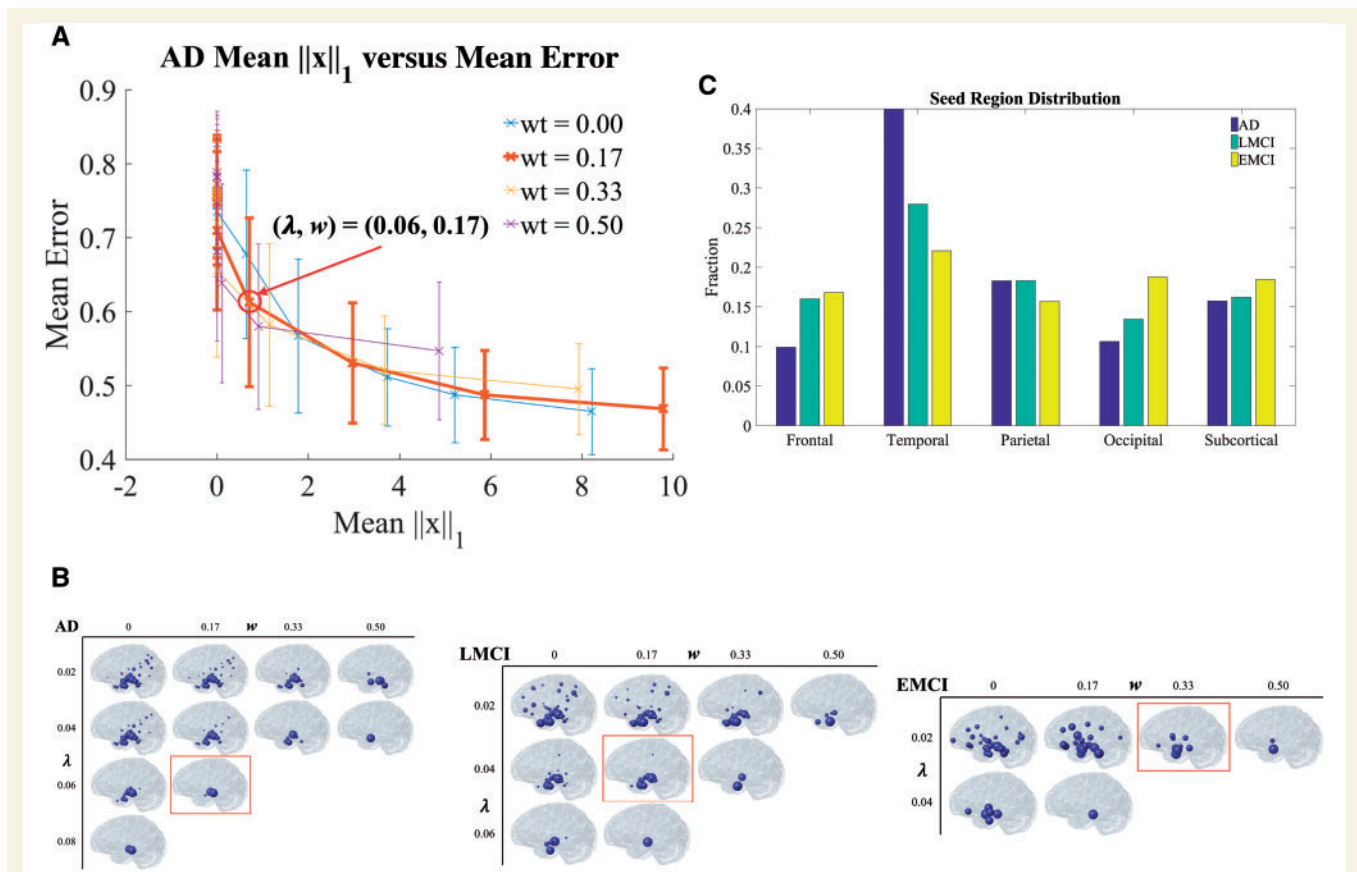 A
AD Mean ||x||1 versus Mean Error
0.9
0.8
0.7
0.6
0.5
0.4
Mean Error
-2 0 2 4 6 8 10
Mean ||x||1
wt = 0.00
wt = 0.17
wt = 0.33
wt = 0.50
(λ, w) = (0.06, 0.17)
C
Seed Region Distribution
0.4
0.35
0.3
0.25
0.2
0.15
0.1
0.05
0
Fraction
AD
LMCI
EMCI
Frontal Temporal Parietal Occipital Subcortical
B
AD 0 0.17 w 0.33 0.50
0.02
0.04
λ
0.06
0.08
LMCI 0 0.17 w 0.33 0.50
0.02
0.04
λ
0.06
EMCI 0 0.17 w 0.33 0.50
0.02
λ
0.04